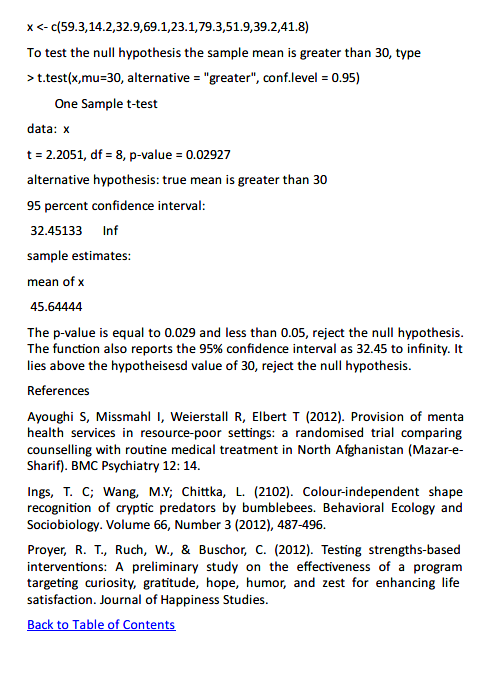 x <- c(59.3,14.2,32.9,69.1,23.1,79.3,51.9,39.2,41.8)
To test the null hypothesis the sample mean is greater than 30, type
> t.test(x,mu=30, alternative = "greater", conf.level = 0.95)
One Sample t-test
data: x
t = 2.2051, df = 8, p-value = 0.02927
alternative hypothesis: true mean is greater than 30
95 percent confidence interval:
32.45133 Inf
sample estimates:
mean of x
45.64444
The p-value is equal to 0.029 and less than 0.05, reject the null hypothesis.
The function also reports the 95% confidence interval as 32.45 to infinity. It
lies above the hypotheisesd value of 30, reject the null hypothesis.
References
Ayoughi S, Missmahl I, Weierstall R, Elbert T (2012). Provision of menta
health services in resource-poor settings: a randomised trial comparing
counselling with routine medical treatment in North Afghanistan (Mazar-e-
Sharif). BMC Psychiatry 12: 14.
Ings, T. C; Wang, M.Y; Chittka, L. (2102). Colour-independent shape
recognition of cryptic predators by bumblebees. Behavioral Ecology and
Sociobiology. Volume 66, Number 3 (2012), 487-496.
Proyer, R. T., Ruch, W., & Buschor, C. (2012). Testing strengths-based
interventions: A preliminary study on the effectiveness of a program
targeting curiosity, gratitude, hope, humor, and zest for enhancing life
satisfaction. Journal of Happiness Studies.
Back to Table of Contents